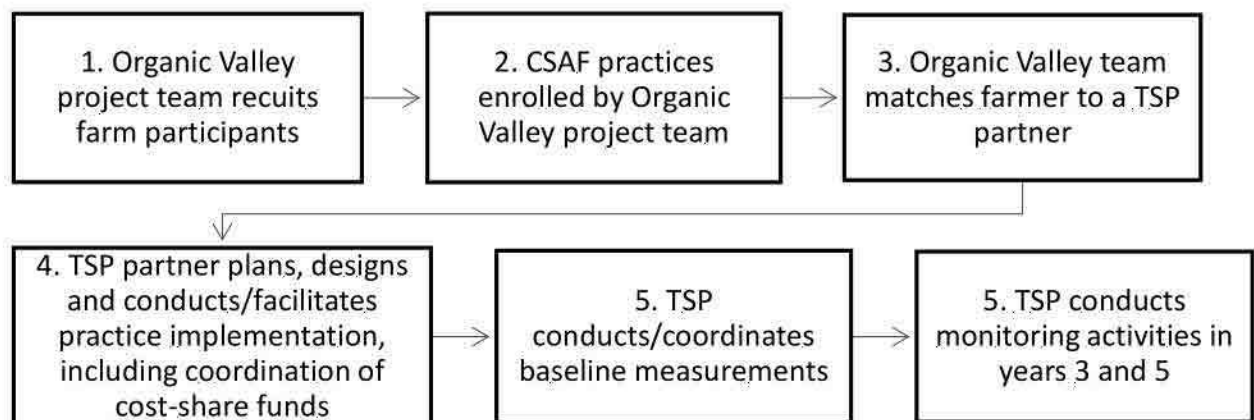 1. Organic Valley
project team recuits
farm participants
2. CSAF practices
enrolled by Organic
Valley project team
3. Organic Valley team
matches farmer to a TSP
partner
4. TSP partner plans, designs
and conducts/facilitates
practice implementation,
including coordination of
cost-share funds
5. TSP
conducts/coordinates
baseline measurements
5. TSP conducts
monitoring activities in
years 3 and 5